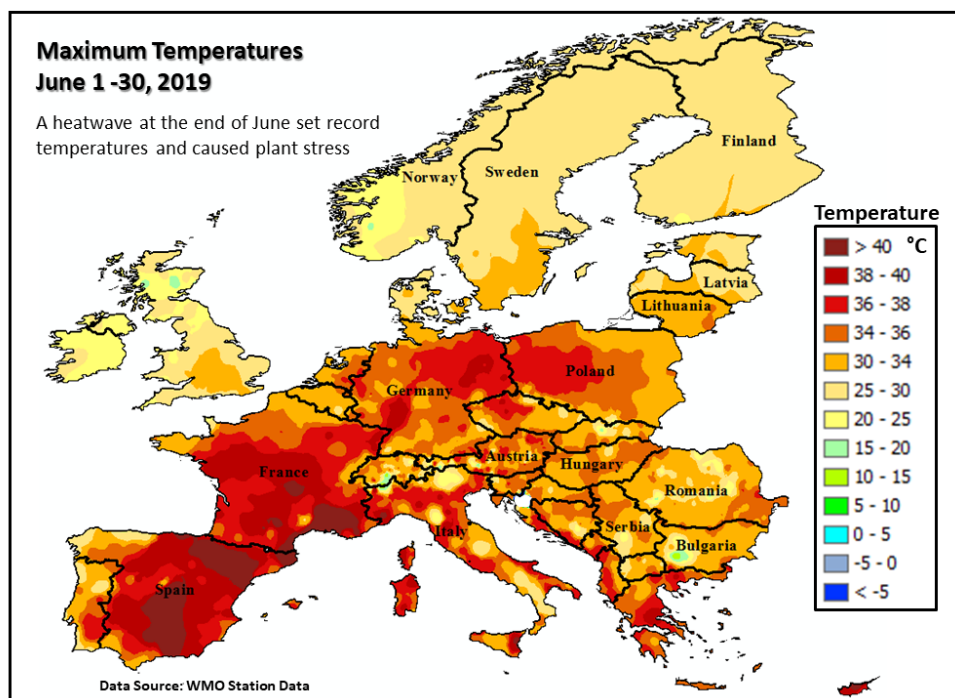 Maximum Temperatures
June 1 -30, 2019
A heatwave at the end of June set record
temperatures and caused plant stress
Finland
Norway
Sweden
Latvia
Lithuania
Poland
Germany
Austria
France
Hungary
Romania
Italy
Serbia
Bulgaria
Spain
Temperature
> 40 °C
38 - 40
36 - 38
34 - 36
30 - 34
25 - 30
20 - 25
15 - 20
10 - 15
5 - 10
0 - 5
-5 - 0
< -5
Data Source: WMO Station Data